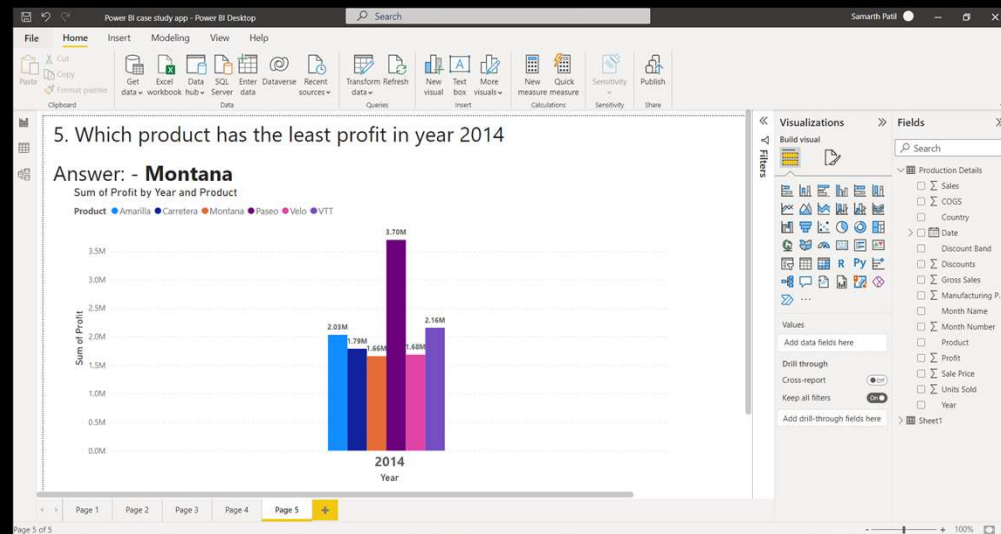 Power BI case study app - Power BI Desktop
Search
Samarth Patil
File Home Insert Modeling View Help
Paste
Cut
Copy
Format painter
Get data
Excel workbook
Data hub
SQL Server
Enter data
Dataverse
Recent sources
Transform data
Refresh
New visual
Text box
More visuals
New measure
Quick measure
Sensitivity
Publish
Clipboard
Data
Queries
Insert
Calculations
Sensitivity
Share
5. Which product has the least profit in year 2014
Answer: - Montana
Sum of Profit by Year and Product
Product Amarilla Carretera Montana Paseo Velo VTT
3.5M
3.0M
2.5M
2.0M
1.5M
1.0M
0.5M
0.0M
Sum of Profit
2.03M
1.79M
1.66M
3.70M
1.68M
2.16M
2014
Year
Filters
Visualizations
Build visual
R Py
Values
Add data fields here
Drill through
Cross-report
Off
Keep all filters
On
Add drill-through fields here
Fields
Search
Production Details
Sales
COGS
Country
Date
Discount Band
Discounts
Gross Sales
Manufacturing P..
Month Name
Month Number
Product
Profit
Sale Price
Units Sold
Year
Sheet1
Page 1 Page 2 Page 3 Page 4 Page 5
Page 5 of 5
100%